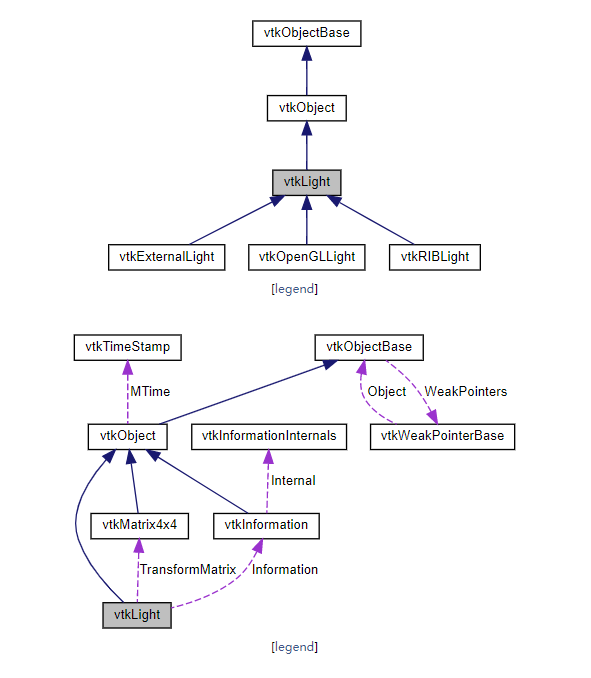 vtkObjectBase
vtkObject
vtkLight
vtkExternalLight vtkOpenGLLight vtkRIBLight
[legend]
vtkTimeStamp vtkObjectBase
MTime Object WeakPointers
vtkObject vtkInformationInternals vtkWeakPointerBase
Internal
vtkMatrix4x4 vtkInformation
TransformMatrix Information
vtkLight
[legend]